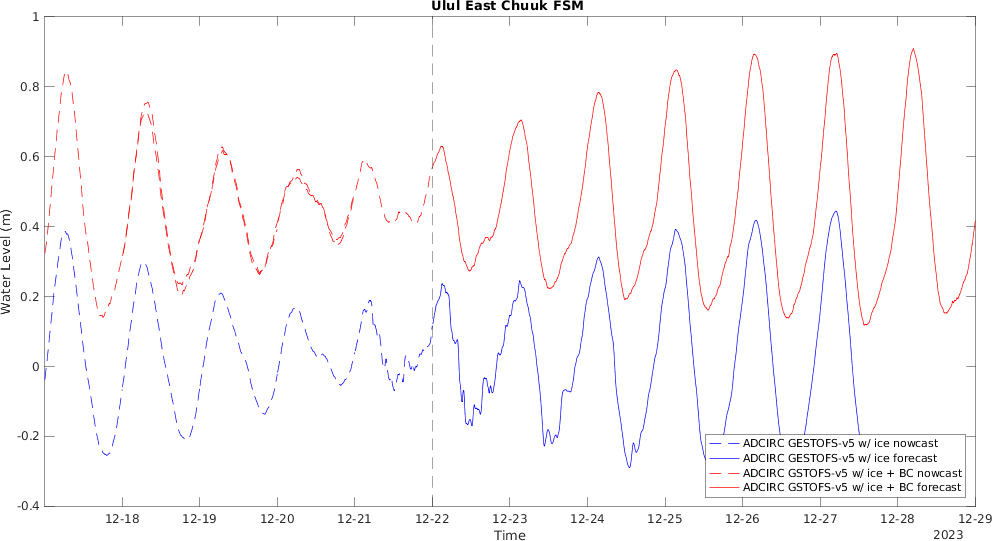 Ulul East Chuuk FSM
Water Level (m)
1
0.8
0.6
0.4
0.2
0
-0.2
-0.4
ADCIRC GESTOFS-v5 w/ ice nowcast
ADCIRC GESTOFS-v5 w/ ice forecast
ADCIRC GSTOFS-v5 w/ ice + BC nowcast
ADCIRC GSTOFS-v5 w/ ice + BC forecast
12-18 12-19 12-20 12-21 12-22 12-23 12-24 12-25 12-26 12-27 12-28 12-29
Time
2023